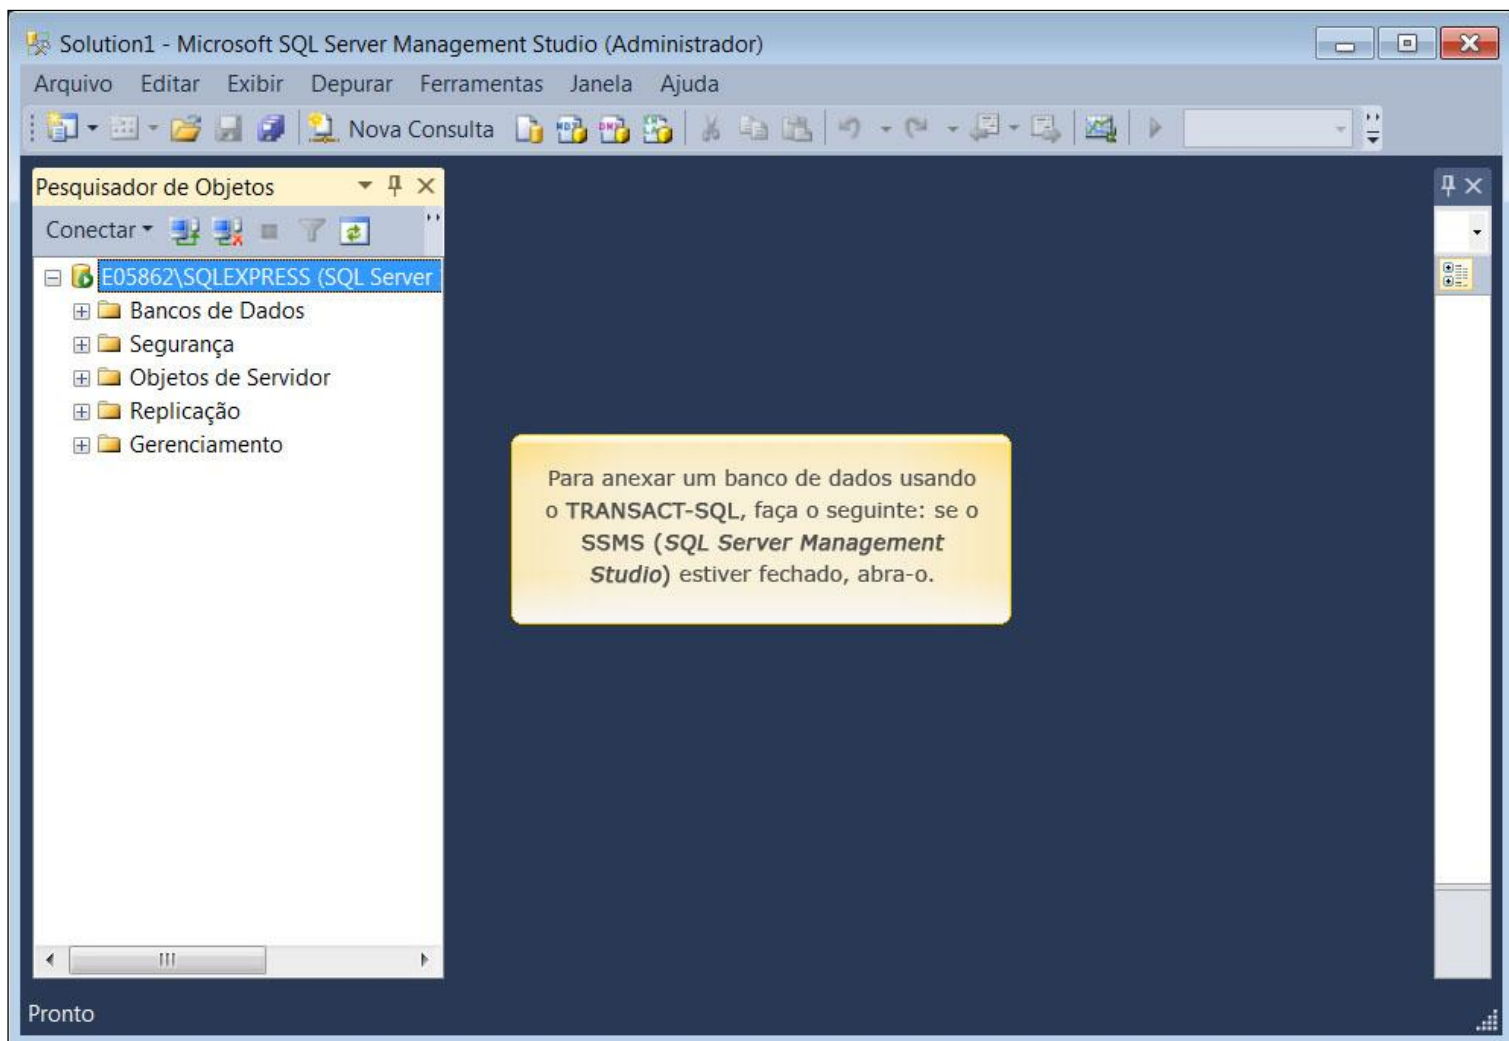 Solution1 - Microsoft SQL Server Management Studio (Administrador)
Arquivo Editar Exibir Depurar Ferramentas Janela Ajuda
Nova Consulta
Pesquisador de Objetos
Conectar
E05862\SQLEXPRESS (SQL Server
Bancos de Dados
Segurança
Objetos de Servidor
Replicação
Gerenciamento
Para anexar um banco de dados usando
o TRANSACT-SQL, faça o seguinte: se o
SSMS (SQL Server Management
Studio) estiver fechado, abra-o.
Pronto